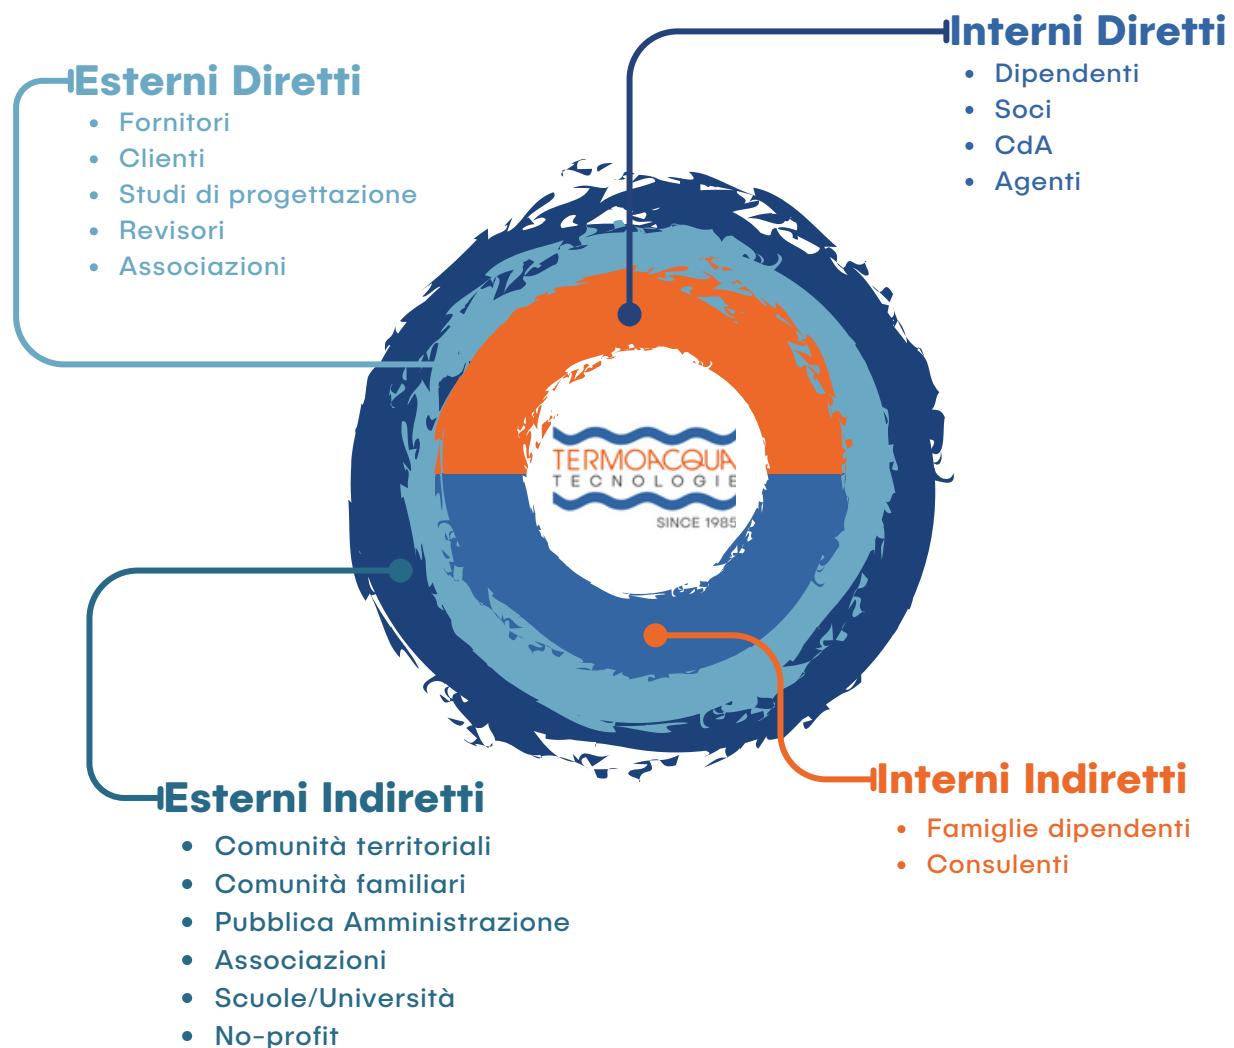 Esterni Diretti
Fornitori
Clienti
Studi di progettazione
Revisori
Associazioni
Interni Diretti
Dipendenti
Soci
CdA
Agenti
TERMOACQUA
TECNOLOGIE
SINCE 1985
Esterni Indiretti
Comunità territoriali
Comunità familiari
Pubblica Amministrazione
Associazioni
Scuole/Università
No-profit
Interni Indiretti
Famiglie dipendenti
Consulenti